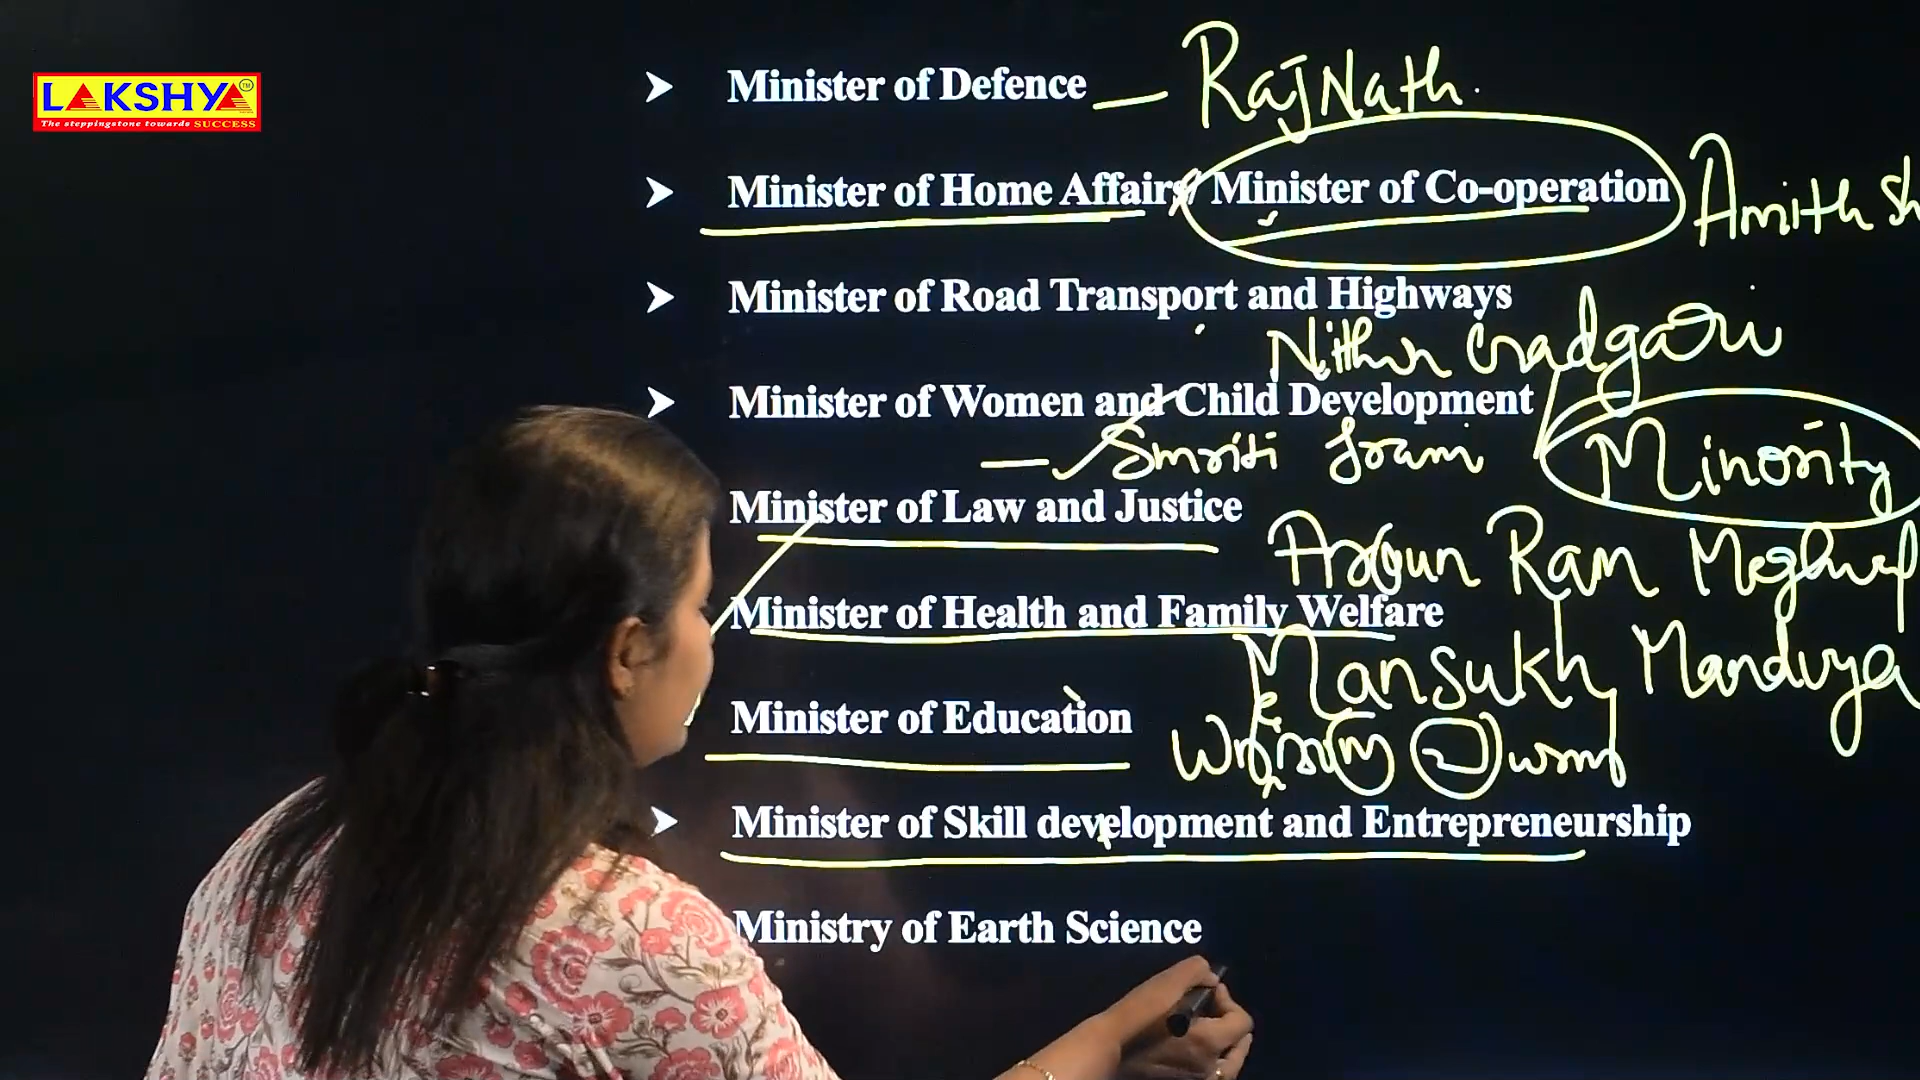 LAKSHYA TM
The steppingstone towards SUCCESS
Minister of Defence — RajNath.
Minister of Home Affairs/ Minister of Co-operation Amith Sh
Minister of Road Transport and Highways
Nithin Gadgari
Minister of Women and Child Development
— Smriti Irani Minority
Minister of Law and Justice
Arjun Ram Meghwal
Minister of Health and Family Welfare
Mansukh Mandvya
Minister of Education
Minister of Skill development and Entrepreneurship
Ministry of Earth Science